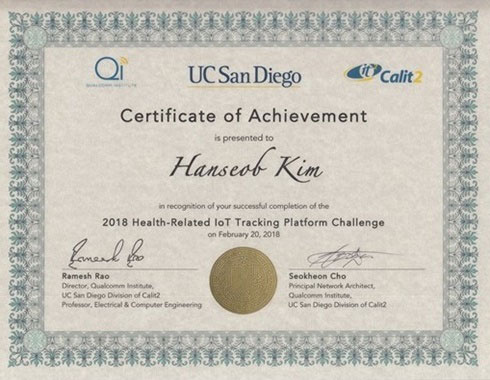 Qi
QUALCOMM INSTITUTE
UC San Diego
it²
Calit2
Certificate of Achievement
is presented to
Hanseob Kim
in recognition of your successful completion of the
2018 Health-Related IoT Tracking Platform Challenge
on February 20, 2018
Ramesh Rao
Ramesh Rao
Director, Qualcomm Institute,
UC San Diego Division of Calit2
Professor, Electrical & Computer Engineering
Seokheon Cho
Principal Network Architect,
Qualcomm Institute,
UC San Diego Division of Calit2